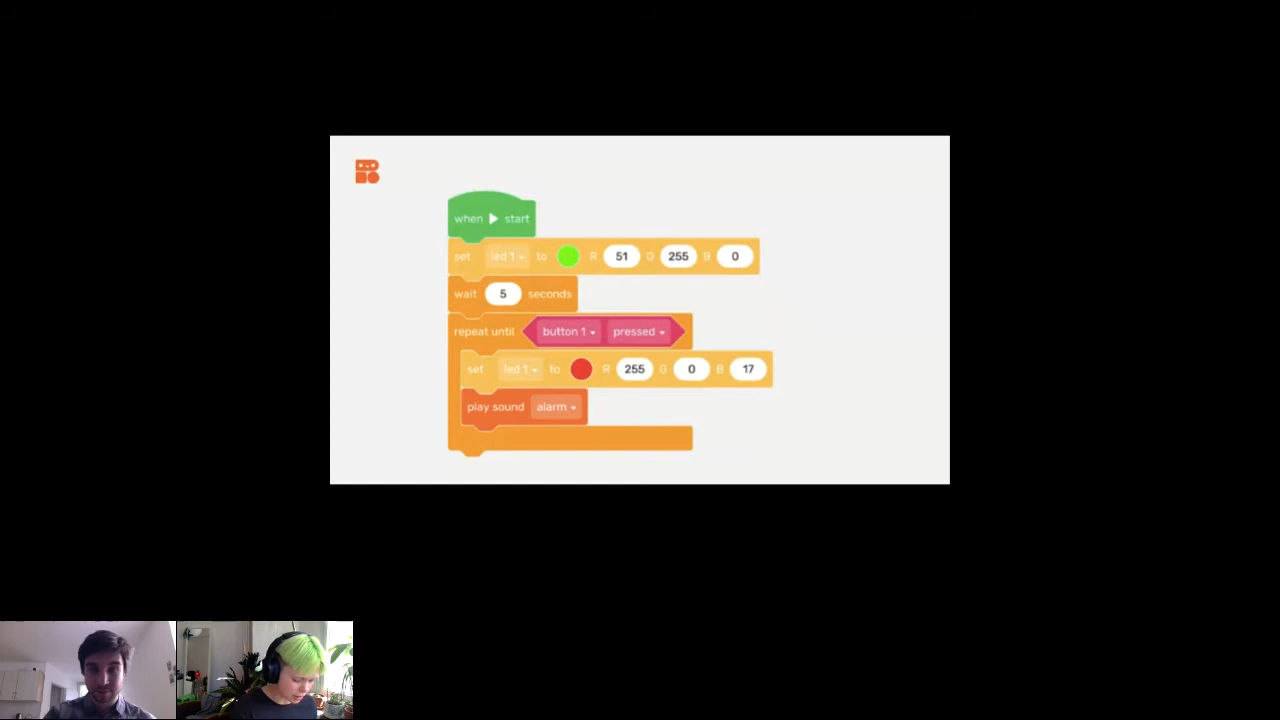 when start
set led 1 to R 51 G 255 B 0
wait 5 seconds
repeat until button 1 pressed
set led 1 to R 255 G 0 B 17
play sound alarm